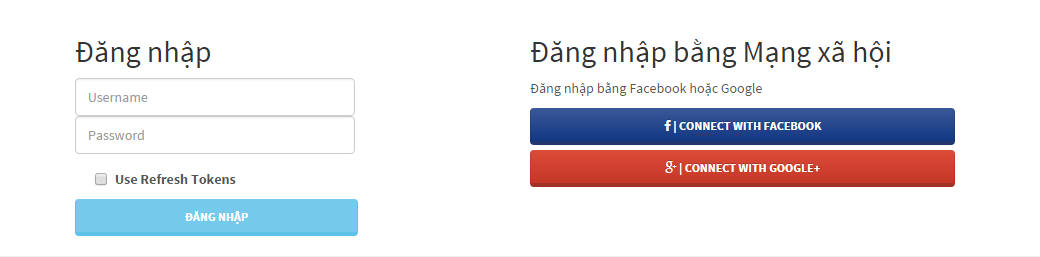 Đăng nhập
Username
Password
Use Refresh Tokens
ĐĂNG NHẬP
Đăng nhập bằng Mạng xã hội
Đăng nhập bằng Facebook hoặc Google
f | CONNECT WITH FACEBOOK
g+ | CONNECT WITH GOOGLE+